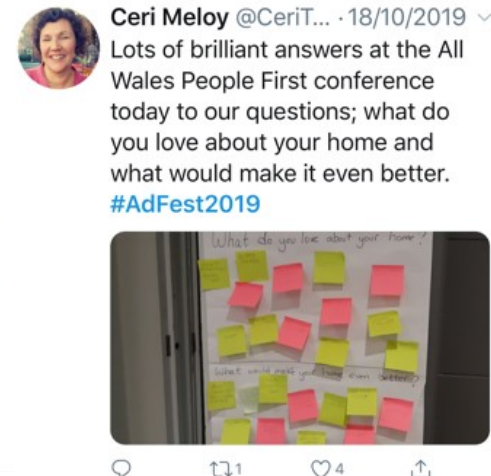 Ceri Meloy @CeriT... · 18/10/2019
Lots of brilliant answers at the All
Wales People First conference
today to our questions; what do
you love about your home and
what would make it even better.
#AdFest2019
What do you love about your home?
What would make your home even better?
1
4